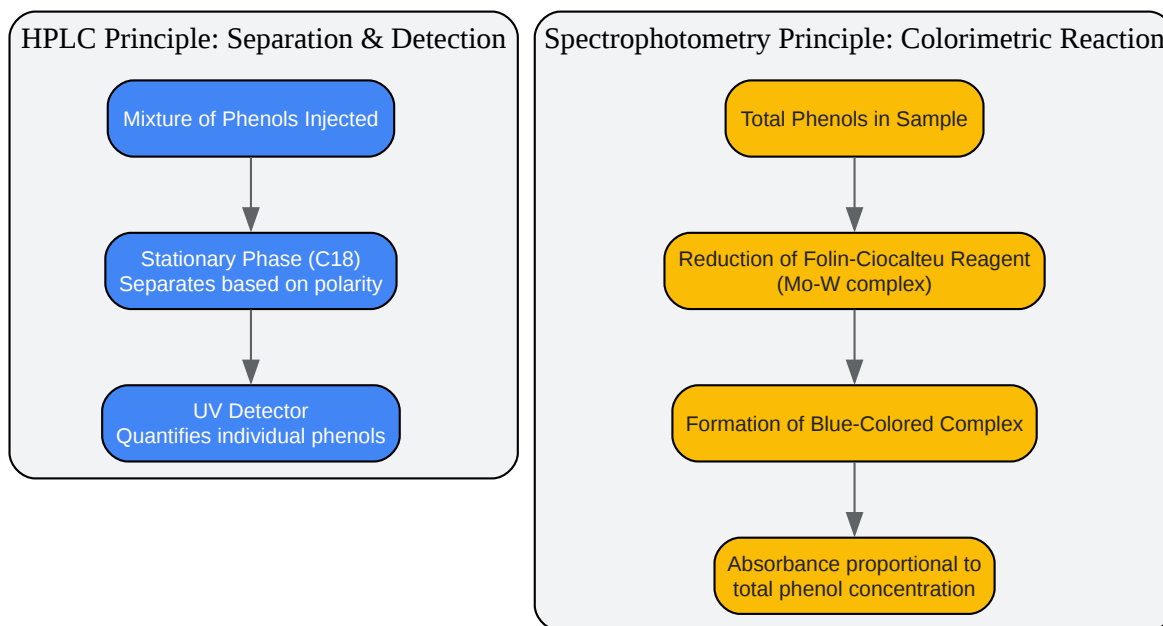 HPLC Principle: Separation & Detection
Mixture of Phenols Injected
Stationary Phase (C18)
Separates based on polarity
UV Detector
Quantifies individual phenols
Spectrophotometry Principle: Colorimetric Reaction
Total Phenols in Sample
Reduction of Folin-Ciocalteu Reagent
(Mo-W complex)
Formation of Blue-Colored Complex
Absorbance proportional to
total phenol concentration